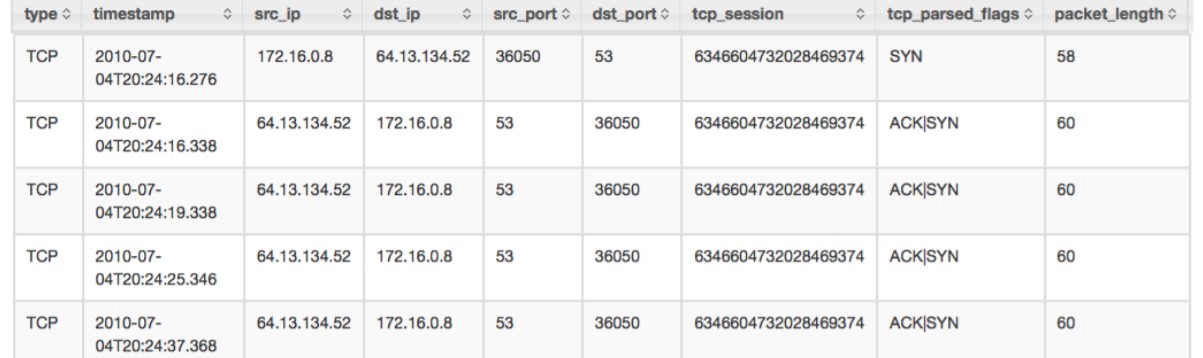 type timestamp src_ip dst_ip src_port dst_port tcp_session tcp_parsed_flags packet_length
TCP 2010-07- 172.16.0.8 64.13.134.52 36050 53 6346604732028469374 SYN 58
04T20:24:16.276
TCP 2010-07- 64.13.134.52 172.16.0.8 53 36050 6346604732028469374 ACK|SYN 60
04T20:24:16.338
TCP 2010-07- 64.13.134.52 172.16.0.8 53 36050 6346604732028469374 ACK|SYN 60
04T20:24:19.338
TCP 2010-07- 64.13.134.52 172.16.0.8 53 36050 6346604732028469374 ACK|SYN 60
04T20:24:25.346
TCP 2010-07- 64.13.134.52 172.16.0.8 53 36050 6346604732028469374 ACK|SYN 60
04T20:24:37.368